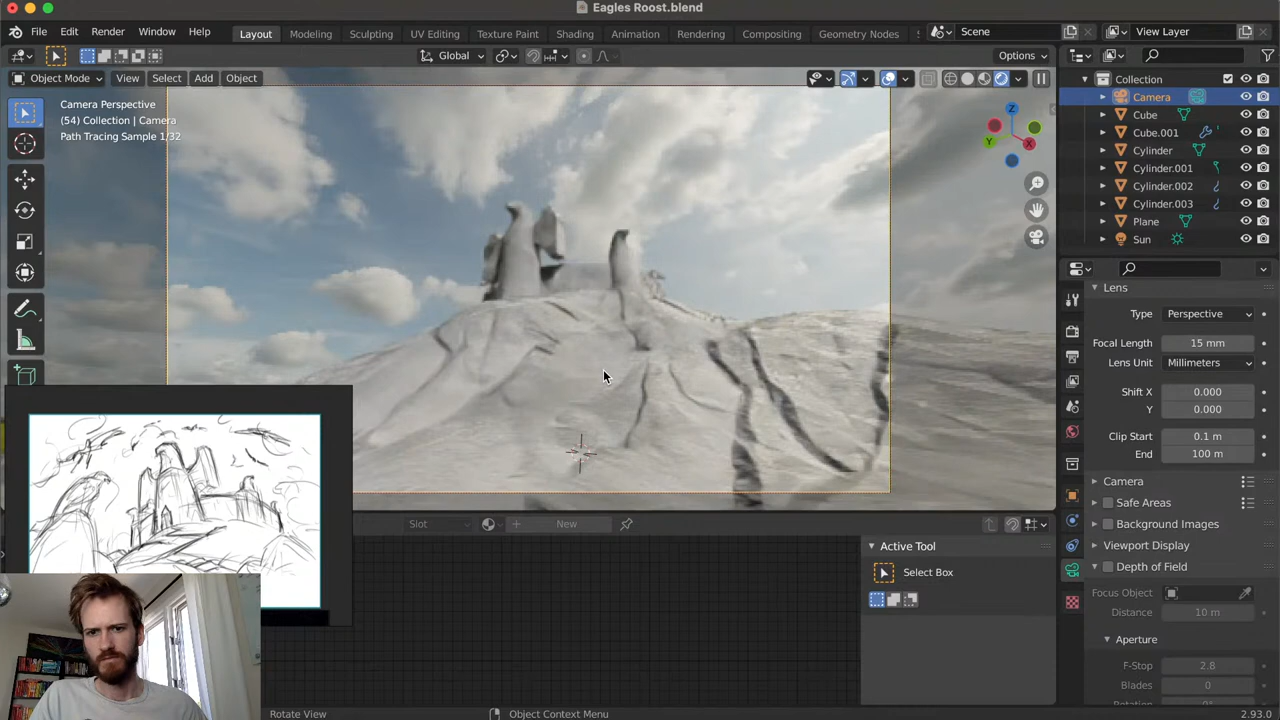 Eagles Roost.blend
File Edit Render Window Help Layout Modeling Sculpting UV Editing Texture Paint Shading Animation Rendering Compositing Geometry Nodes Scene View Layer
Global Options
Object Mode View Select Add Object
Camera Perspective
(54) Collection | Camera
Path Tracing Sample 1/32
Z
Y
X
Collection
Camera
Cube
Cube.001
Cylinder
Cylinder.001
Cylinder.002
Cylinder.003
Plane
Sun
Lens
Type Perspective
Focal Length 15 mm
Lens Unit Millimeters
Shift X 0.000
Y 0.000
Clip Start 0.1 m
End 100 m
Camera
Safe Areas
Background Images
Viewport Display
Depth of Field
Focus Object
Distance 10 m
Aperture
F-Stop 2.8
Blades 0
Rotation 0°
Slot New
Active Tool
Select Box
Rotate View Object Context Menu 2.93.0